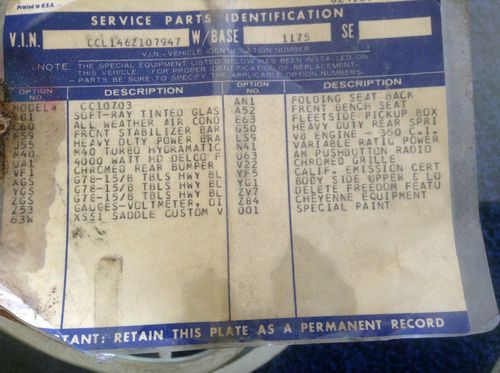 Printed in U.S.A.
SERVICE PARTS IDENTIFICATION
V.I.N. CCL146Z107947 W/BASE 1175 SE
V.I.N. - VEHICLE IDENTIFICATION NUMBER
NOTE: THE SPECIAL EQUIPMENT LISTED BELOW HAS BEEN INSTALLED ON
THIS VEHICLE. FOR PROPER IDENTIFICATION OF REPLACEMENT
PARTS BE SURE TO SPECIFY THE APPLICABLE OPTION NUMBERS.
OPTION NO. DESCRIPTION OPTION NO. DESCRIPTION
MODEL# CC10703 AN1 FOLDING SEAT BACK
A01 SOFT-RAY TINTED GLAS A52 FRONT BENCH SEAT
C60 ALL WEATHER AIR COND E63 FLEETSIDE PICKUP BOX
F59 FRONT STABILIZER BAR G50 HEAVY DUTY REAR SPRI
J55 HEAVY DUTY POWER BRA LS9 V8 ENGINE - 350 C.I.
M40 M40 TURBO HYDRAMATIC N41 VARIABLE RATIO POWER
UA1 4000 WATT HD DELCO F U63 AM PUSHBUTTON RADIO
VF1 CHROMED REAR BUMPER V22 CHROMED GRILLE
XGS G78-15/B TBLS HWY BL YF5 CALIF. EMISSION CERT
YGS G78-15/B TBLS HWY BL YG1 BODY SIDE UPPER & LO
ZGS G78-15/B TBLS HWY BL ZV7 DELETE FREEDOM FEATU
Z53 GAUGES-VOLTMETER, OI Z84 CHEYENNE EQUIPMENT
63W XSSI SADDLE CUSTOM V 001 SPECIAL PAINT
TANT: RETAIN THIS PLATE AS A PERMANENT RECORD